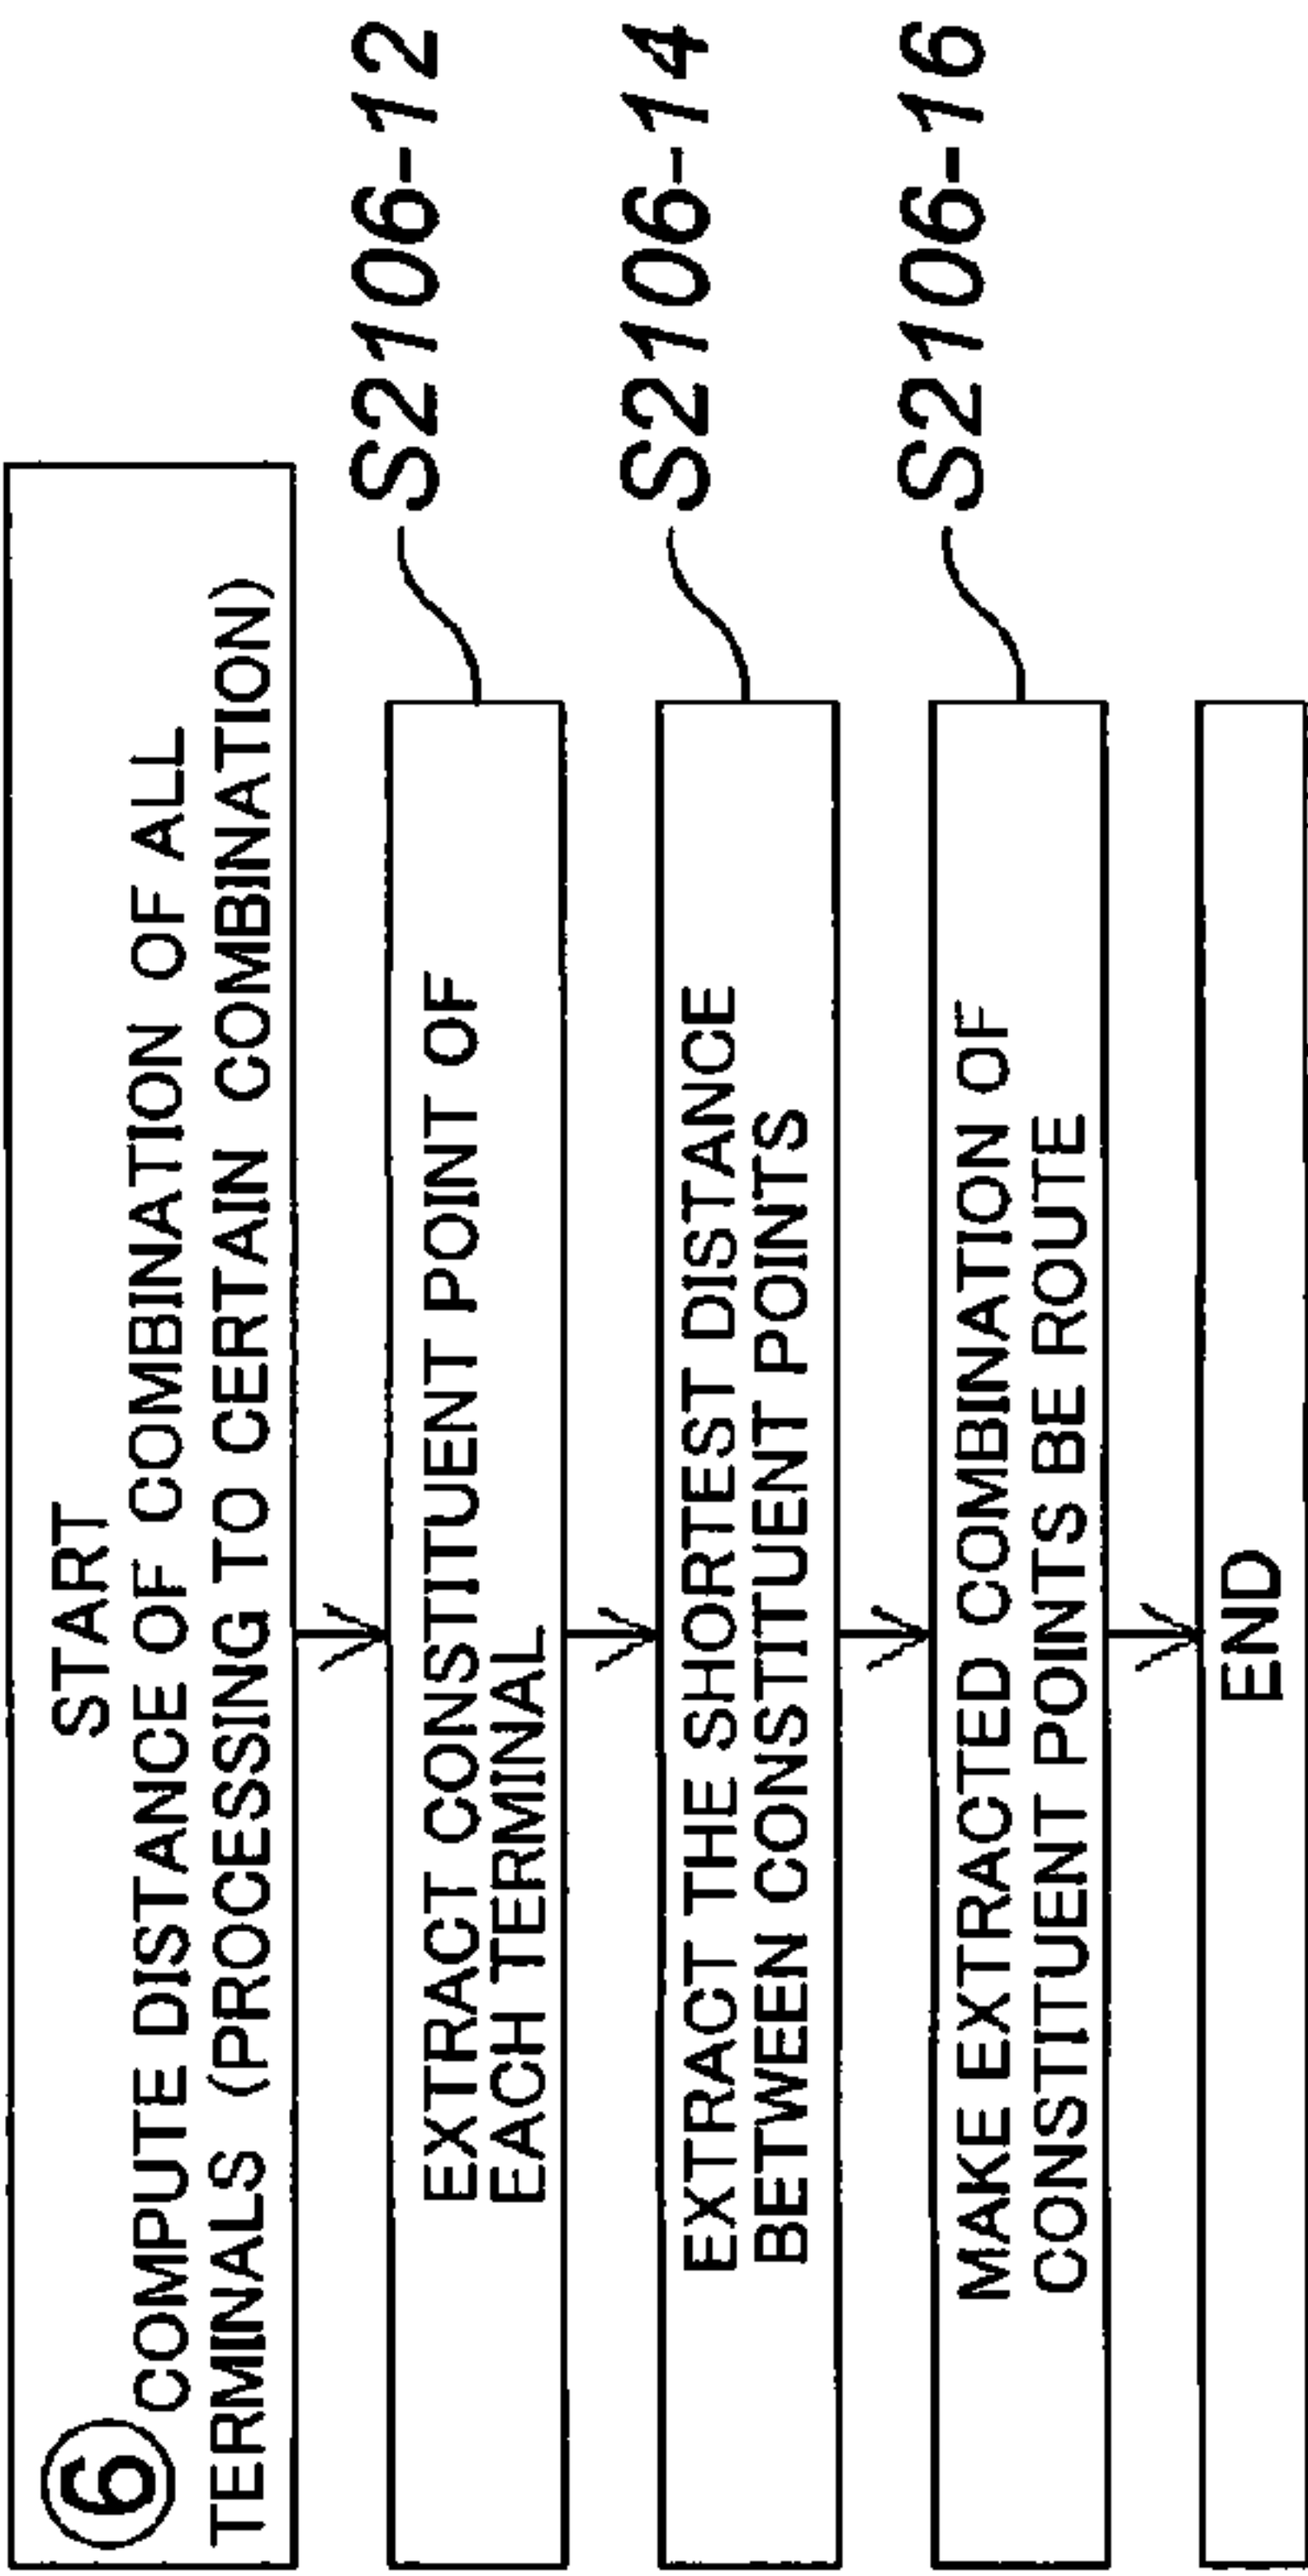 START
⑥ COMPUTE DISTANCE OF COMBINATION OF ALL
TERMINALS (PROCESSING TO CERTAIN COMBINATION)
EXTRACT CONSTITUENT POINT OF
EACH TERMINAL
S2106-12
EXTRACT THE SHORTEST DISTANCE
BETWEEN CONSTITUENT POINTS
S2106-14
MAKE EXTRACTED COMBINATION OF
CONSTITUENT POINTS BE ROUTE
S2106-16
END